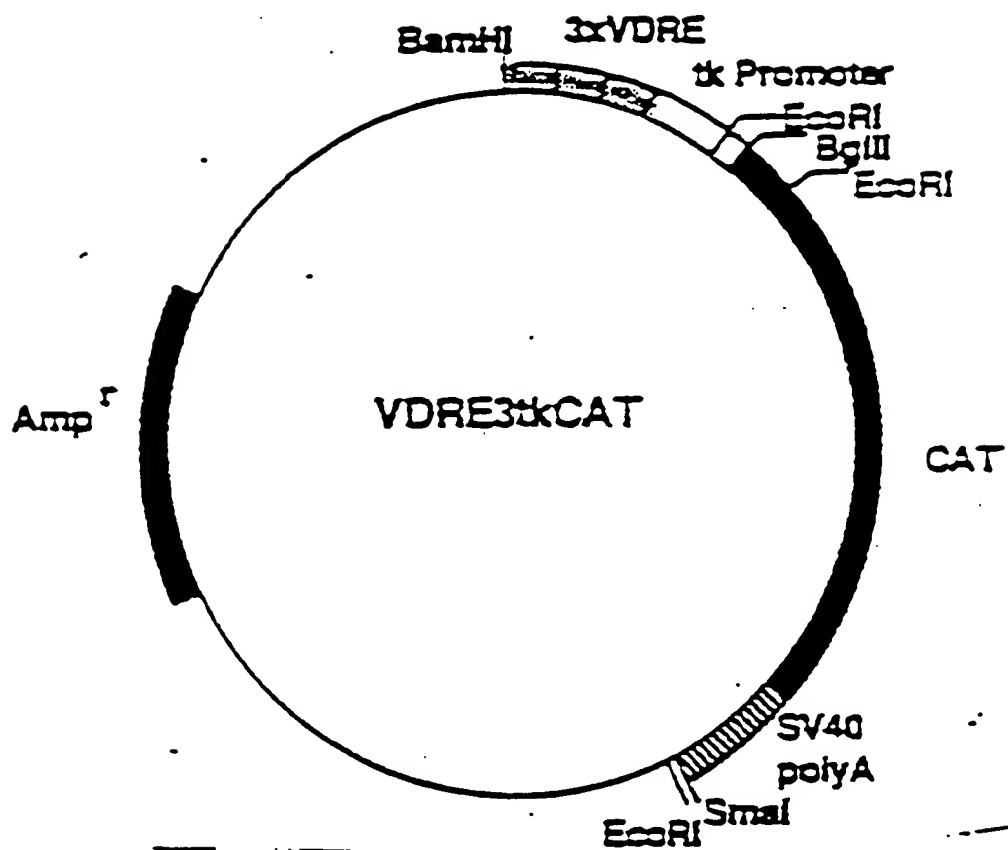 BamHI
3xVDRE
tk Promoter
EcoRI
BglII
EcoRI
Amp r
VDRE3tkCAT
CAT
SV40
polyA
SmaI
EcoRI